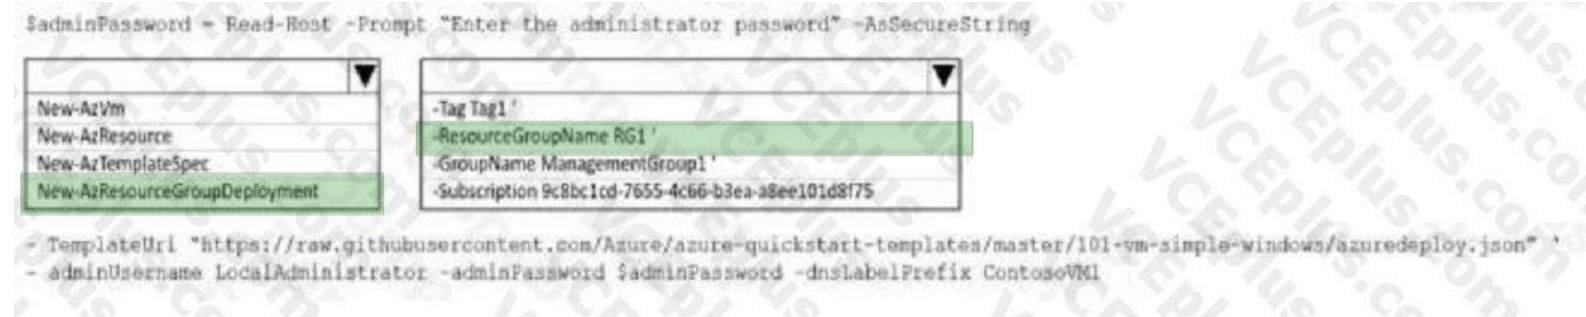 $adminPassword = Read-Host -Prompt "Enter the administrator password" -AsSecureString
New-AzVm
New-AzResource
New-AzTemplateSpec
New-AzResourceGroupDeployment
-Tag Tag1 '
-ResourceGroupName RG1 '
-GroupName ManagementGroup1 '
-Subscription 9c8bc1cd-7655-4c66-b3ea-a8ee101d8f75
- TemplateUri "https://raw.githubusercontent.com/Azure/azure-quickstart-templates/master/101-vm-simple-windows/azuredeploy.json" '
- adminUsername LocalAdministrator -adminPassword $adminPassword -dnsLabelPrefix ContosoVM1
VCEplus.com